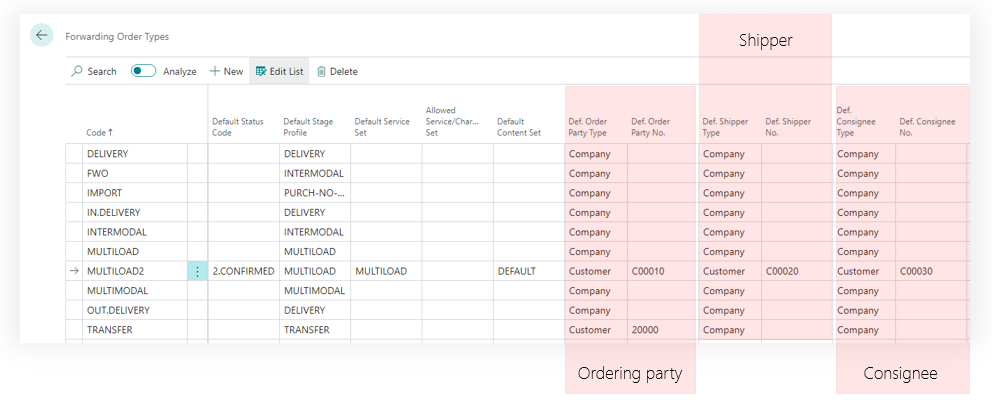 Shipper
Forwarding Order Types
Search Analyze New Edit List Delete
Code ↑ Default Status Code Default Stage Profile Default Service Set Allowed Service/Char... Set Default Content Set Def. Order Party Type Def. Order Party No. Def. Shipper Type Def. Shipper No. Def. Consignee Type Def. Consignee No.
DELIVERY DELIVERY Company Company Company
FWO INTERMODAL Company Company Company
IMPORT PURCH-NO-... Company Company Company
IN.DELIVERY DELIVERY Company Company Company
INTERMODAL INTERMODAL Company Company Company
MULTILOAD MULTILOAD Company Company Company
MULTILOAD2 2.CONFIRMED MULTILOAD MULTILOAD DEFAULT Customer C00010 Customer C00020 Customer C00030
MULTIMODAL MULTIMODAL Company Company Company
OUT.DELIVERY DELIVERY Company Company Company
TRANSFER TRANSFER Customer 20000 Company Company
Ordering party Consignee